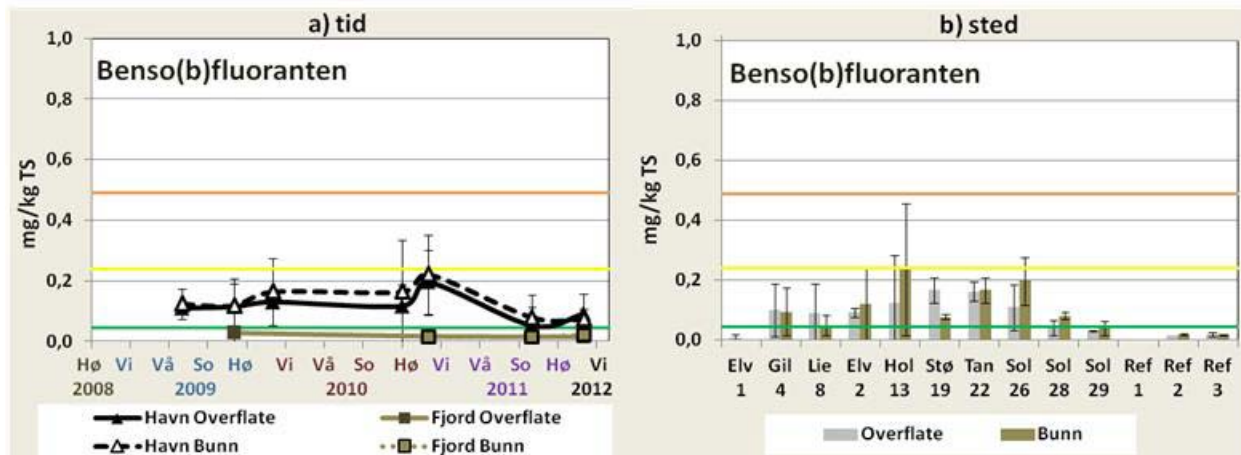 a) tid
Benso(b)fluoranten
mg/kg TS
1,0
0,8
0,6
0,4
0,2
0,0
Hø Vi Vå So Hø Vi Vå So Hø Vi Vå So Hø Vi
2008 2009 2010 2011 2012
Havn Overflate Fjord Overflate
Havn Bunn Fjord Bunn
b) sted
Benso(b)fluoranten
mg/kg TS
1,0
0,8
0,6
0,4
0,2
0,0
Elv Gil Lie Elv Hol Stø Tan Sol Sol Sol Ref Ref Ref
1 4 8 2 13 19 22 26 28 29 1 2 3
Overflate Bunn